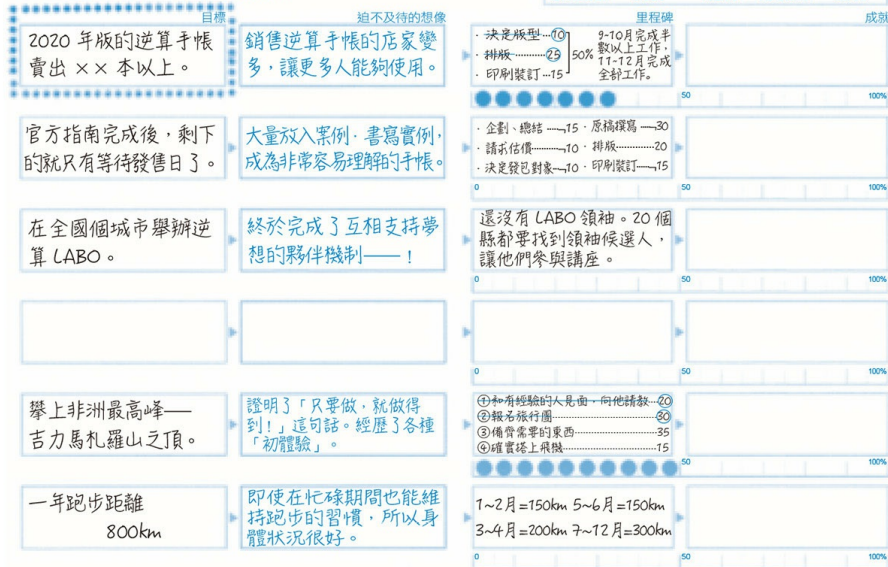 目標 迫不及待的想像 里程碑 成就
2020 年版的逆算手帳
賣出 ×× 本以上。
銷售逆算手帳的店家變
多，讓更多人能夠使用。
· 決定版型…10
· 排版………25
· 印刷裝訂…15
50%
9-10月完成半
數以上工作，
11-12月完成
全部工作。
50 100%
官方指南完成後，剩下
的就只有等待發售日了。
大量放入案例．書寫實例，
成為非常容易理解的手帳。
· 企劃、總結……15 · 原稿撰寫……30
· 請求估價………10 · 排版…………20
· 決定發包對象…10 · 印刷裝訂……15
0 50 100%
在全國個城市舉辦逆
算 LABO。
終於完成了互相支持夢
想的夥伴機制——！
還沒有 LABO 領袖。20 個
縣都要找到領袖候選人，
讓他們參與講座。
0 50 100%
0 50 100%
攀上非洲最高峰——
吉力馬札羅山之頂。
證明了「只要做，就做得
到！」這句話。經歷了各種
「初體驗」。
①和有經驗的人見面，向他請教…20
②報名旅行團………………30
③備齊需要的東西…………35
④確實搭上飛機……………15
50 100%
一年跑步距離
800km
即使在忙碌期間也能維
持跑步的習慣，所以身
體狀況很好。
1~2月=150km 5~6月=150km
3~4月=200km 7~12月=300km
0 50 100%